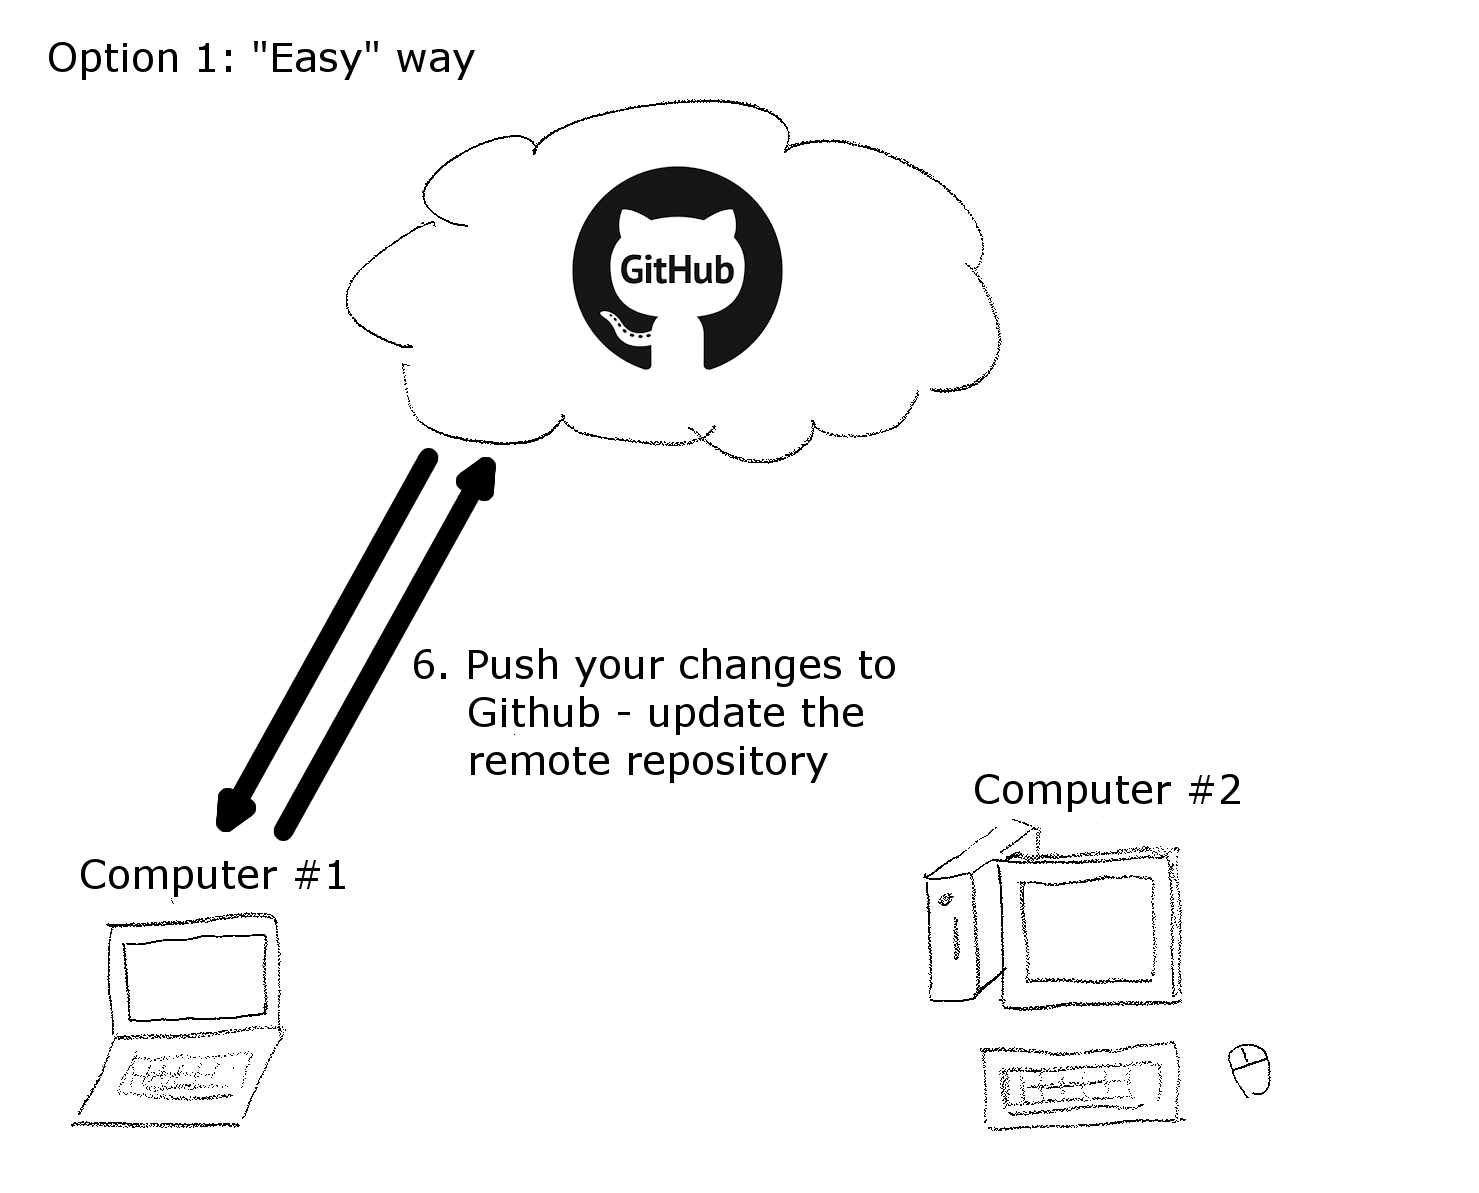 Option 1: "Easy" way
GitHub
6. Push your changes to
Github - update the
remote repository
Computer #2
Computer #1